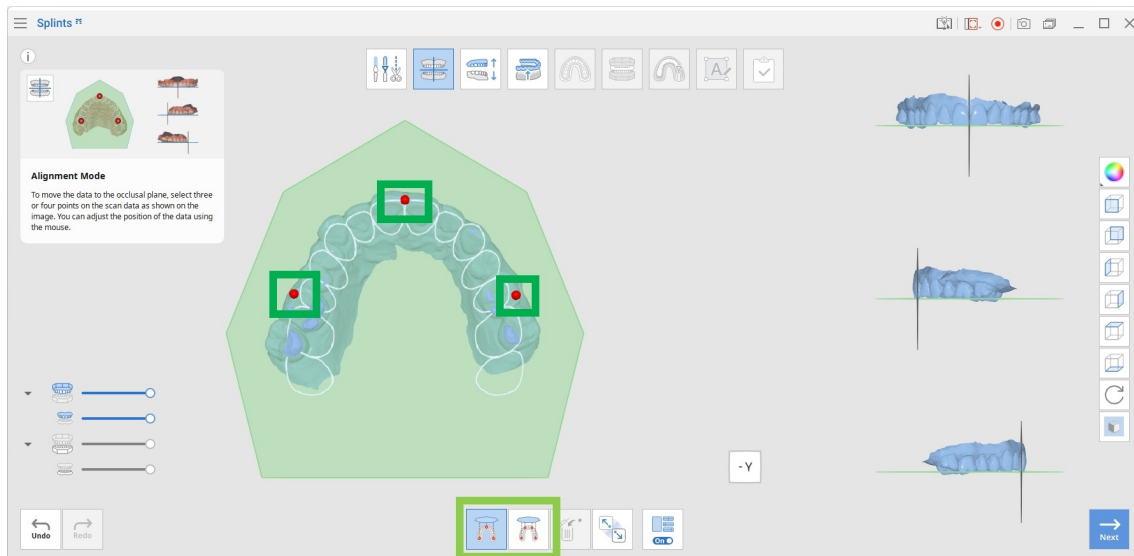 Splints
Alignment Mode
To move the data to the occlusal plane, select three
or four points on the scan data as shown on the
image. You can adjust the position of the data using
the mouse.
- Y
Undo
Redo
On
Next